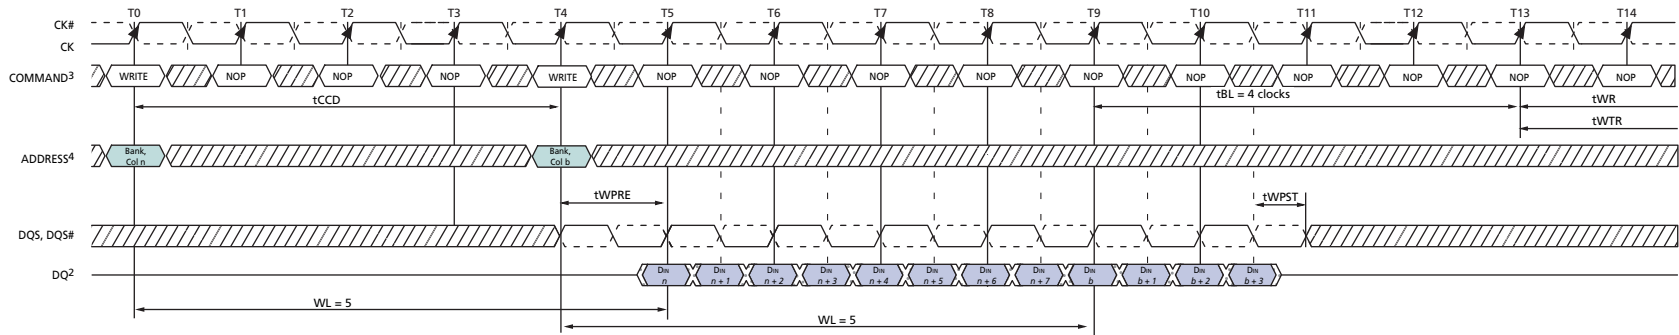 T0 T1 T2 T3 T4 T5 T6 T7 T8 T9 T10 T11 T12 T13 T14
CK#
CK
COMMAND3 WRITE NOP NOP NOP WRITE NOP NOP NOP NOP NOP NOP NOP NOP NOP NOP
tCCD tBL = 4 clocks tWR
tWTR
ADDRESS4 Bank, Col n Bank, Col b
tWPRE tWPST
DQS, DQS#
DQ2 DIN n DIN n + 1 DIN n + 2 DIN n + 3 DIN n + 4 DIN n + 5 DIN n + 6 DIN n + 7 DIN b DIN b + 1 DIN b + 2 DIN b + 3
WL = 5
WL = 5